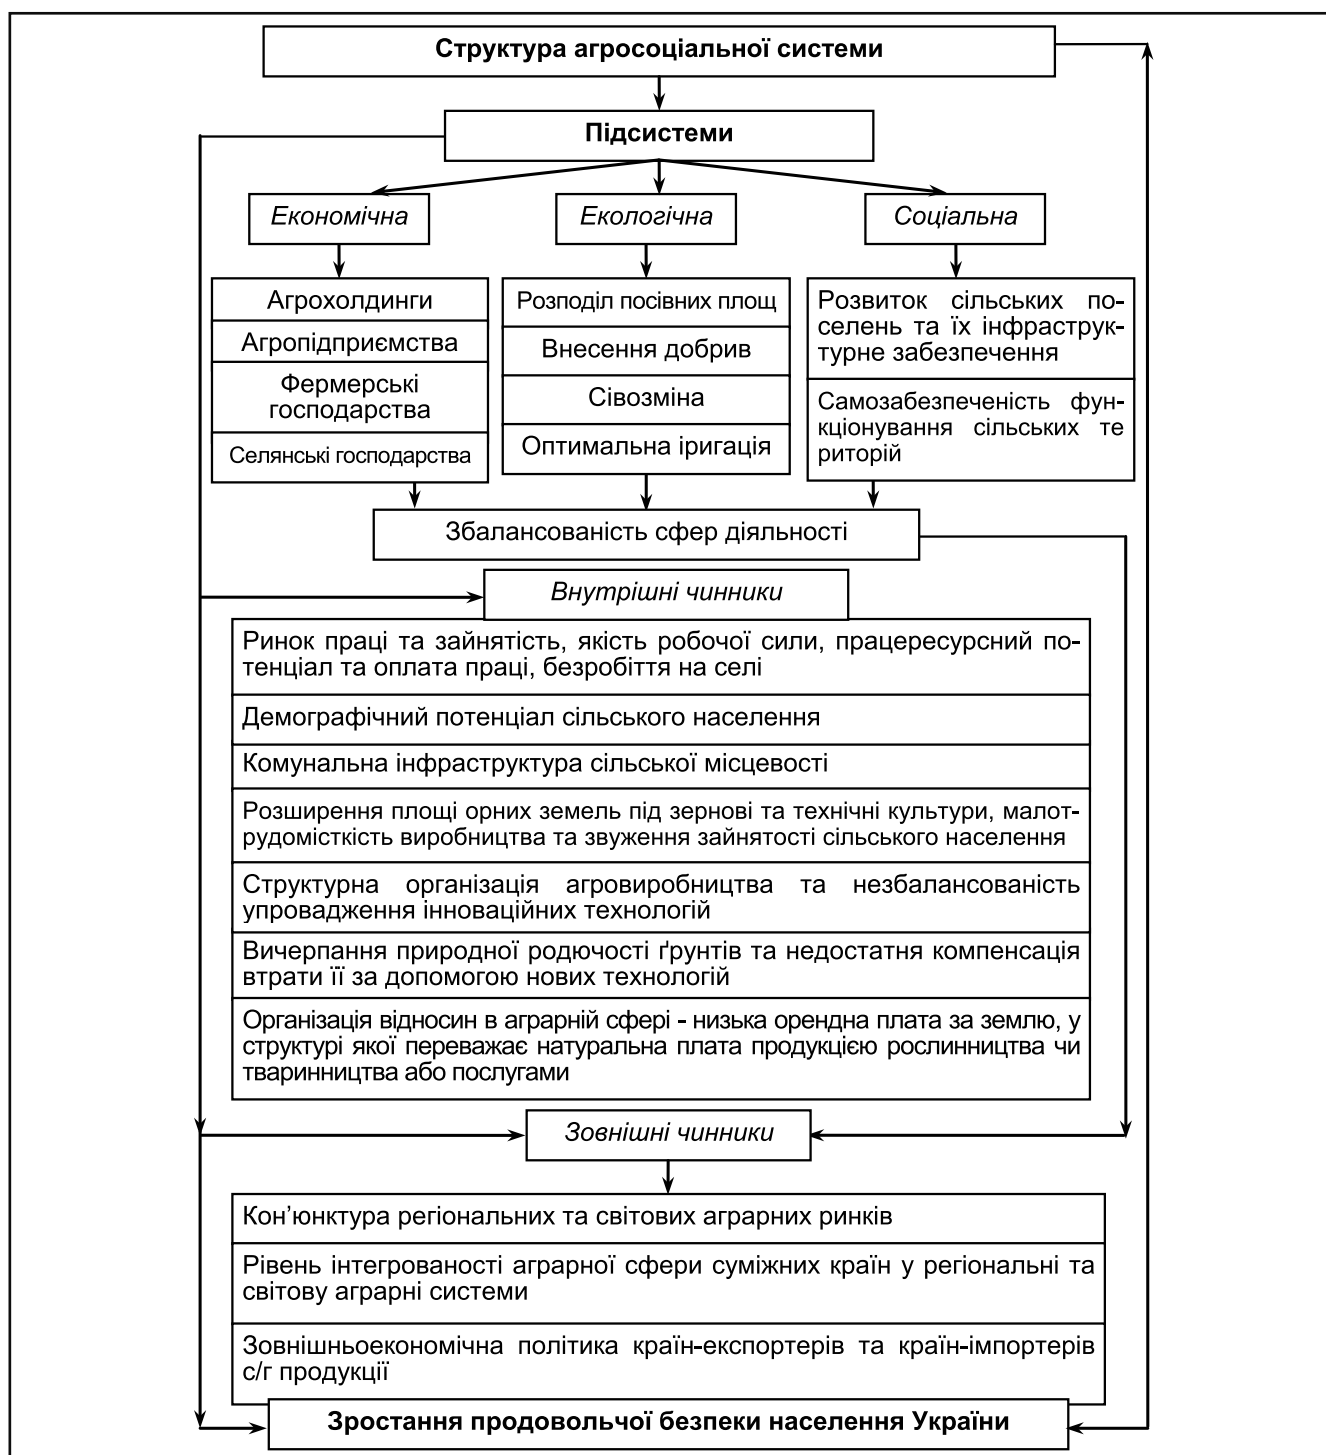 Структура агросоціальної системи
Підсистеми
Економічна
Екологічна
Соціальна
Агрохолдинги
Агропідприємства
Фермерські
господарства
Селянські господарства
Розподіл посівних площ
Внесення добрив
Сівозміна
Оптимальна іригація
Розвиток сільських по-
селень та їх інфраструк-
турне забезпечення
Самозабезпеченість фун-
кціонування сільських те
риторій
Збалансованість сфер діяльності
Внутрішні чинники
Ринок праці та зайнятість, якість робочої сили, працересурсний по-
тенціал та оплата праці, безробіття на селі
Демографічний потенціал сільського населення
Комунальна інфраструктура сільської місцевості
Розширення площі орних земель під зернові та технічні культури, малот-
рудомісткість виробництва та звуження зайнятості сільського населення
Структурна організація агровиробництва та незбалансованість
упровадження інноваційних технологій
Вичерпання природної родючості ґрунтів та недостатня компенсація
втрати її за допомогою нових технологій
Організація відносин в аграрній сфері - низька орендна плата за землю, у
структурі якої переважає натуральна плата продукцією рослинництва чи
тваринництва або послугами
Зовнішні чинники
Кон’юнктура регіональних та світових аграрних ринків
Рівень інтегрованості аграрної сфери суміжних країн у регіональні та
світову аграрні системи
Зовнішньоекономічна політика країн-експортерів та країн-імпортерів
с/г продукції
Зростання продовольчої безпеки населення України